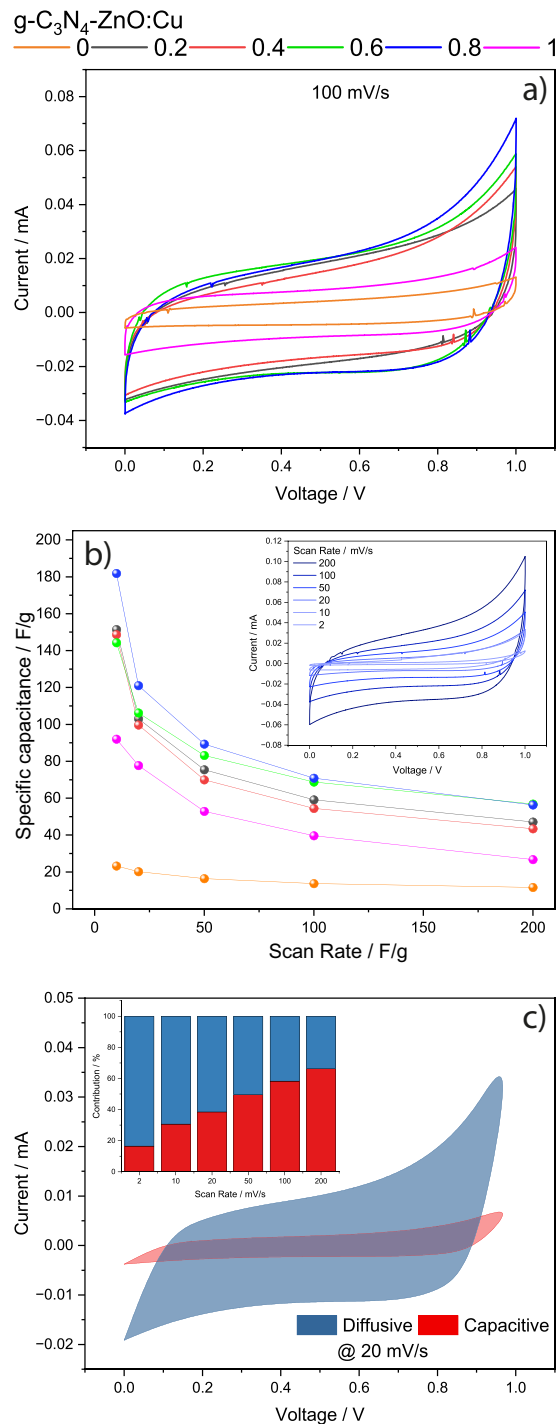 g-C₃N₄-ZnO:Cu
0 0.2 0.4 0.6 0.8 1
a)
100 mV/s
0.08
0.06
0.04
0.02
0.00
−0.02
−0.04
Current / mA
0.0 0.2 0.4 0.6 0.8 1.0
Voltage / V
b)
200
180
160
140
120
100
80
60
40
20
0
Specific capacitance / F/g
0 50 100 150 200
Scan Rate / F/g
Scan Rate / mV/s
200
100
50
20
10
2
0.12
0.10
0.08
0.06
0.04
0.02
0.00
−0.02
−0.04
−0.06
−0.08
Current / mA
0.0 0.2 0.4 0.6 0.8 1.0
Voltage / V
c)
0.05
0.04
0.03
0.02
0.01
0.00
−0.01
−0.02
Current / mA
100
80
60
40
20
0
Contribution / %
2 10 20 50 100 200
Scan Rate / mV/s
Diffusive Capacitive
@ 20 mV/s
0.0 0.2 0.4 0.6 0.8 1.0
Voltage / V